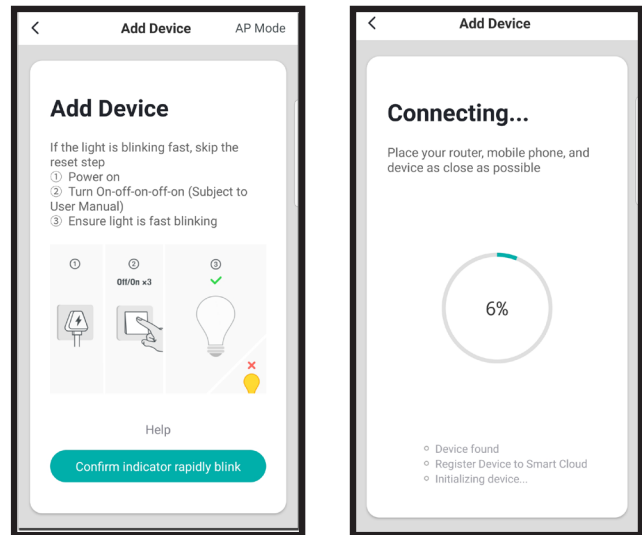 Add Device
AP Mode
Add Device
If the light is blinking fast, skip the
reset step
① Power on
② Turn On-off-on-off-on (Subject to
User Manual)
③ Ensure light is fast blinking
①
②
Off/On ×3
③
Help
Confirm indicator rapidly blink
Add Device
Connecting...
Place your router, mobile phone, and
device as close as possible
6%
Device found
Register Device to Smart Cloud
Initializing device...